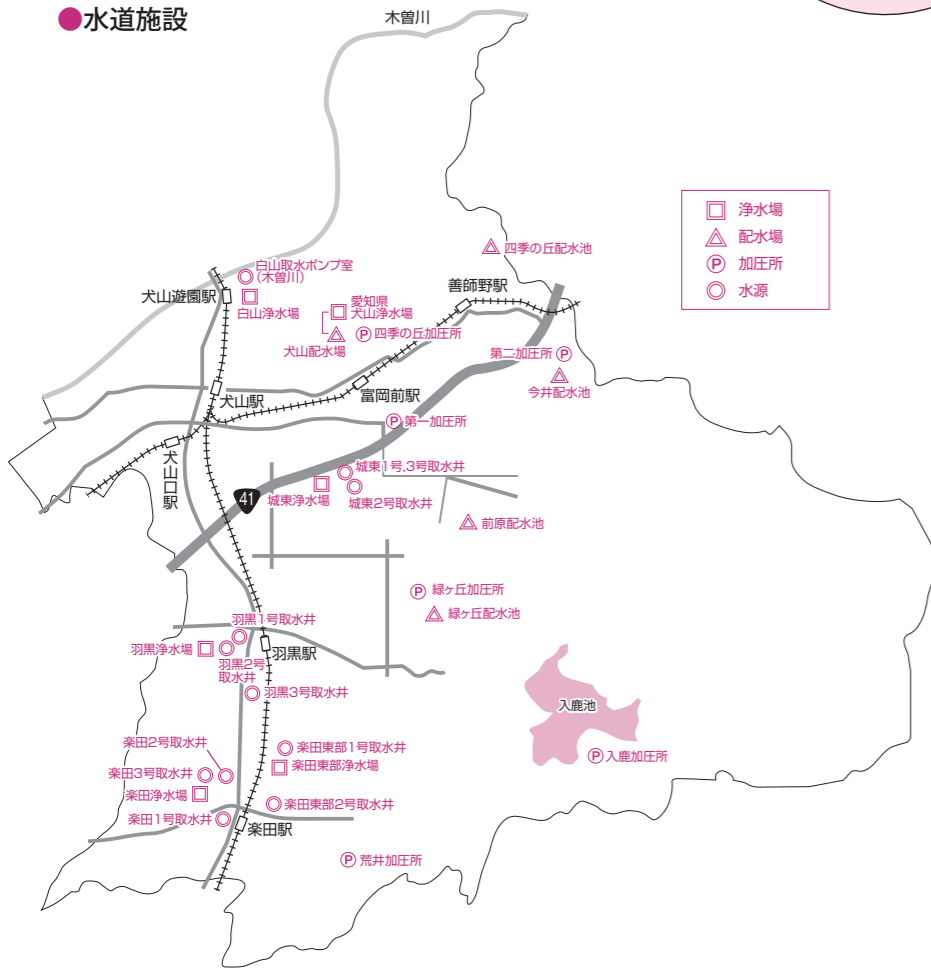 ●水道施設
木曽川
浄水場
配水場
P 加圧所
水源
四季の丘配水池
白山取水ポンプ室
(木曽川)
善師野駅
犬山遊園駅
白山浄水場
愛知県
犬山浄水場
P 四季の丘加圧所
犬山配水場
第二加圧所 P
今井配水池
富岡前駅
犬山駅
P 第一加圧所
犬山口駅
城東1号,3号取水井
城東浄水場
城東2号取水井
41
前原配水池
P 緑ヶ丘加圧所
緑ヶ丘配水池
羽黒1号取水井
羽黒浄水場
羽黒駅
羽黒2号
取水井
羽黒3号取水井
入鹿池
P 入鹿加圧所
楽田2号取水井
楽田東部1号取水井
楽田3号取水井
楽田東部浄水場
楽田浄水場
楽田東部2号取水井
楽田1号取水井
楽田駅
P 荒井加圧所